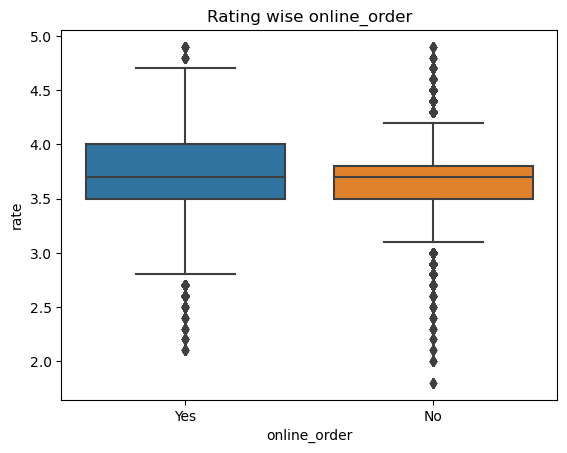 Rating wise online_order
5.0
4.5
4.0
3.5
3.0
2.5
2.0
rate
Yes No
online_order